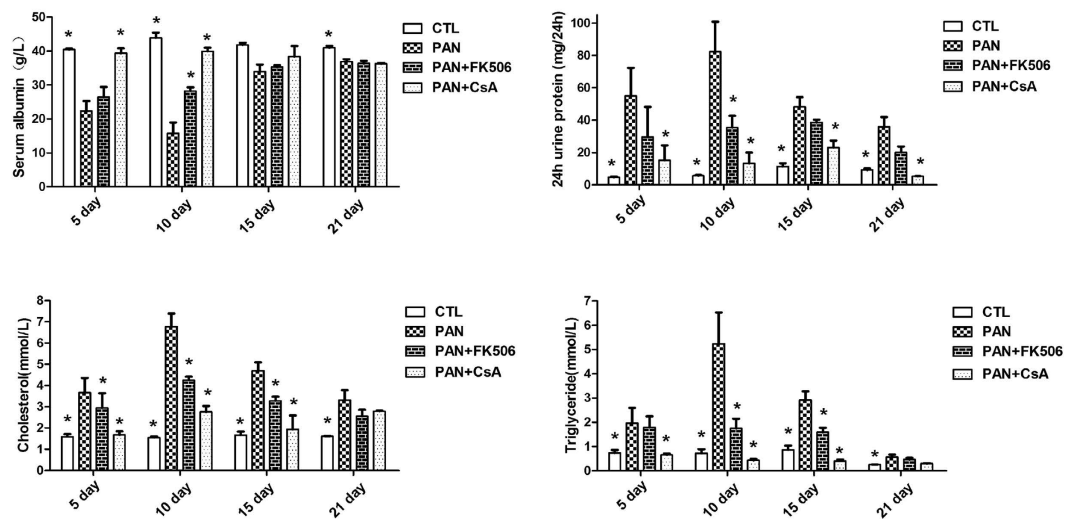 Serum albumin (g/L)
50
40
30
20
10
0
* * * * * *
5 day 10 day 15 day 21 day
CTL
PAN
PAN+FK506
PAN+CsA
24h urine protein (mg/24h)
100
80
60
40
20
0
* * * * * * * * *
5 day 10 day 15 day 21 day
CTL
PAN
PAN+FK506
PAN+CsA
Cholesterol(mmol/L)
8
7
6
5
4
3
2
1
0
* * * * * * * * * *
5 day 10 day 15 day 21 day
CTL
PAN
PAN+FK506
PAN+CsA
Triglyceride(mmol/L)
7
6
5
4
3
2
1
0
* * * * * * * * *
5 day 10 day 15 day 21 day
CTL
PAN
PAN+FK506
PAN+CsA